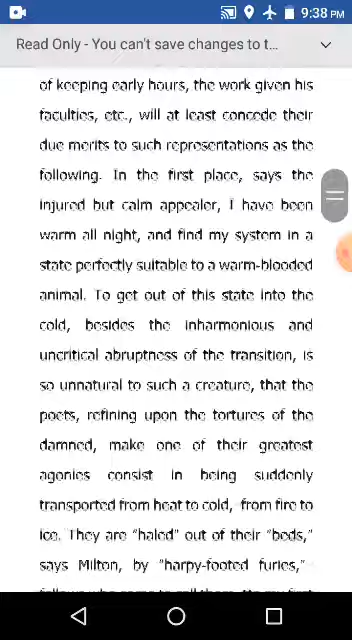 9:38 PM
Read Only - You can't save changes to t...
of keeping early hours, the work given his
faculties, etc., will at least concede their
due merits to such representations as the
following. In the first place, says the
injured but calm appealer, I have been
warm all night, and find my system in a
state perfectly suitable to a warm-blooded
animal. To get out of this state into the
cold, besides the inharmonious and
uncritical abruptness of the transition, is
so unnatural to such a creature, that the
poets, refining upon the tortures of the
damned, make one of their greatest
agonies consist in being suddenly
transported from heat to cold, -from fire to
ice. They are "haled" out of their "beds,"
says Milton, by "harpy-footed furies,"-